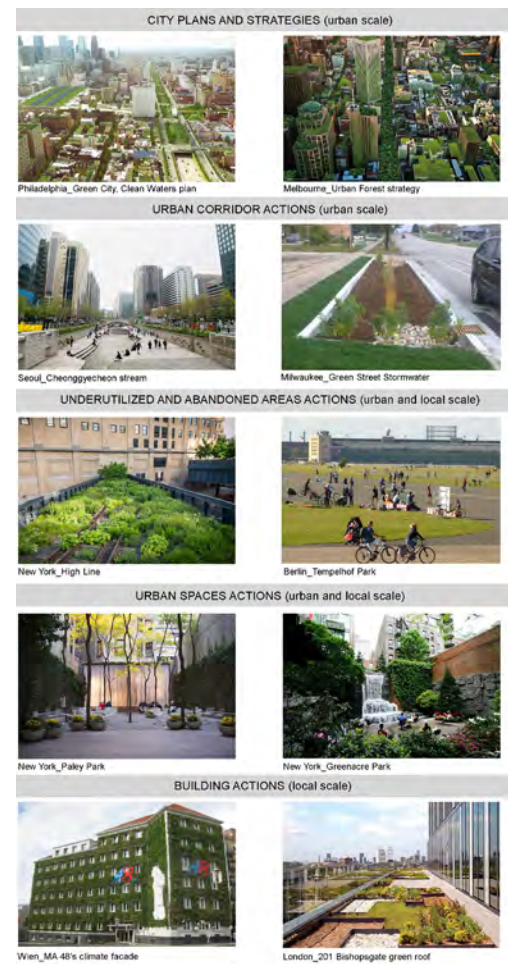 CITY PLANS AND STRATEGIES (urban scale)
Philadelphia_Green City, Clean Waters plan
Melbourne_Urban Forest strategy
URBAN CORRIDOR ACTIONS (urban scale)
Seoul_Cheonggyecheon stream
Milwaukee_Green Street Stormwater
UNDERUTILIZED AND ABANDONED AREAS ACTIONS (urban and local scale)
New York_High Line
Berlin_Tempelhof Park
URBAN SPACES ACTIONS (urban and local scale)
New York_Paley Park
New York_Greenacre Park
BUILDING ACTIONS (local scale)
48
Wien_MA 48's climate facade
London_201 Bishopsgate green roof